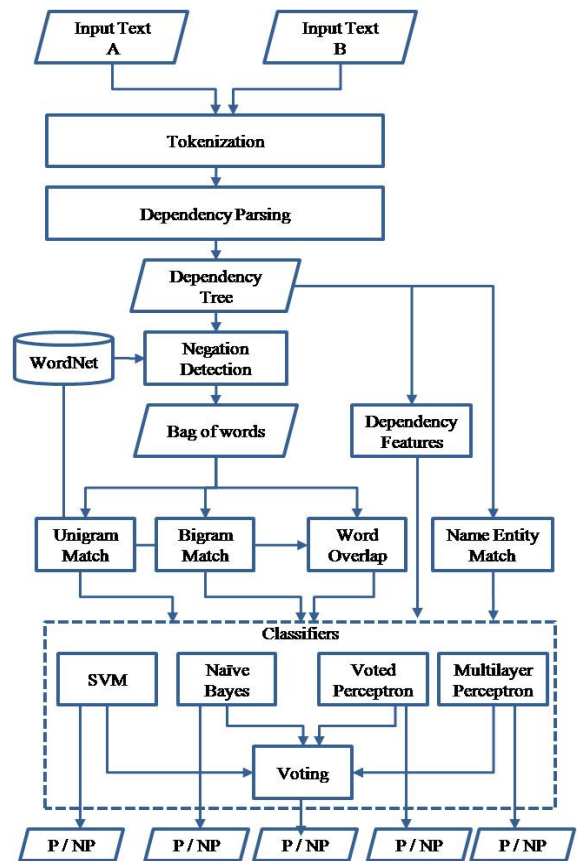 Input Text
A
Input Text
B
Tokenization
Dependency Parsing
Dependency
Tree
WordNet
Negation
Detection
Bag of words
Dependency
Features
Unigram
Match
Bigram
Match
Word
Overlap
Name Entity
Match
Classifiers
SVM
Naïve
Bayes
Voted
Perceptron
Multilayer
Perceptron
Voting
P / NP
P / NP
P / NP
P / NP
P / NP